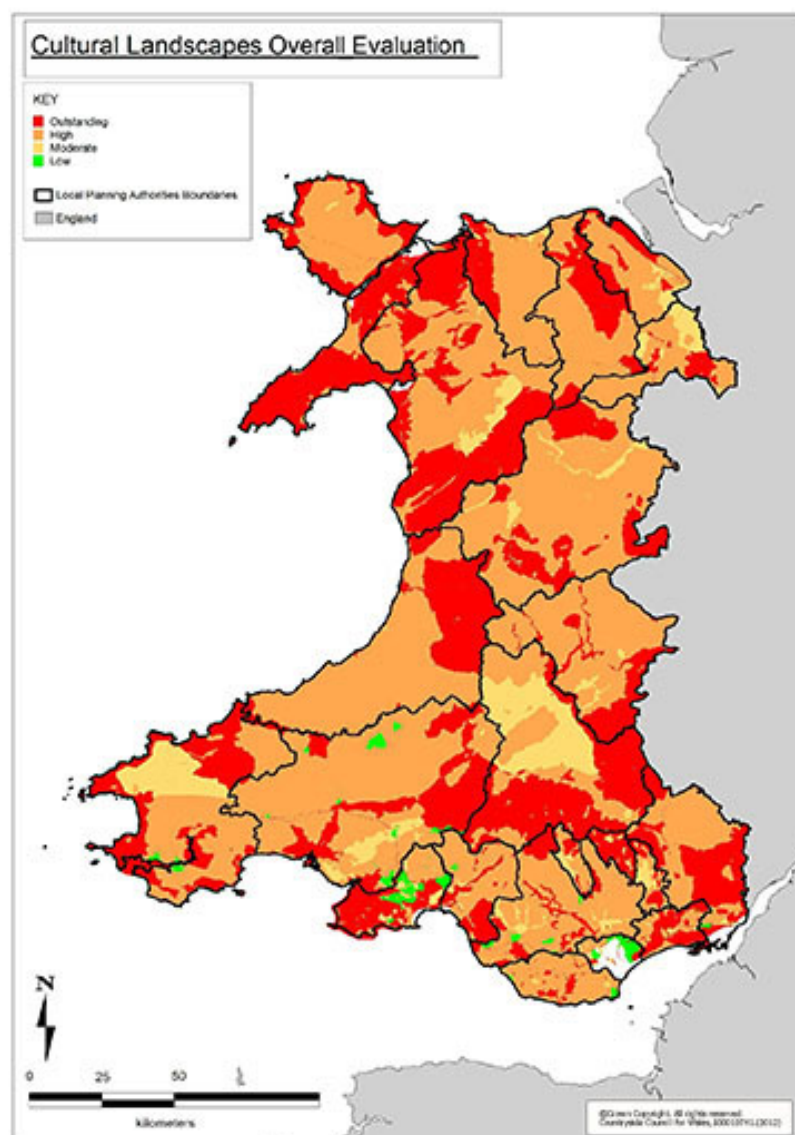 Cultural Landscapes Overall Evaluation
KEY
Outstanding
High
Moderate
Low
Local Planning Authorities Boundaries
England
N
0 25 50
kilometers
©Crown Copyright. All rights reserved.
Countryside Council for Wales,